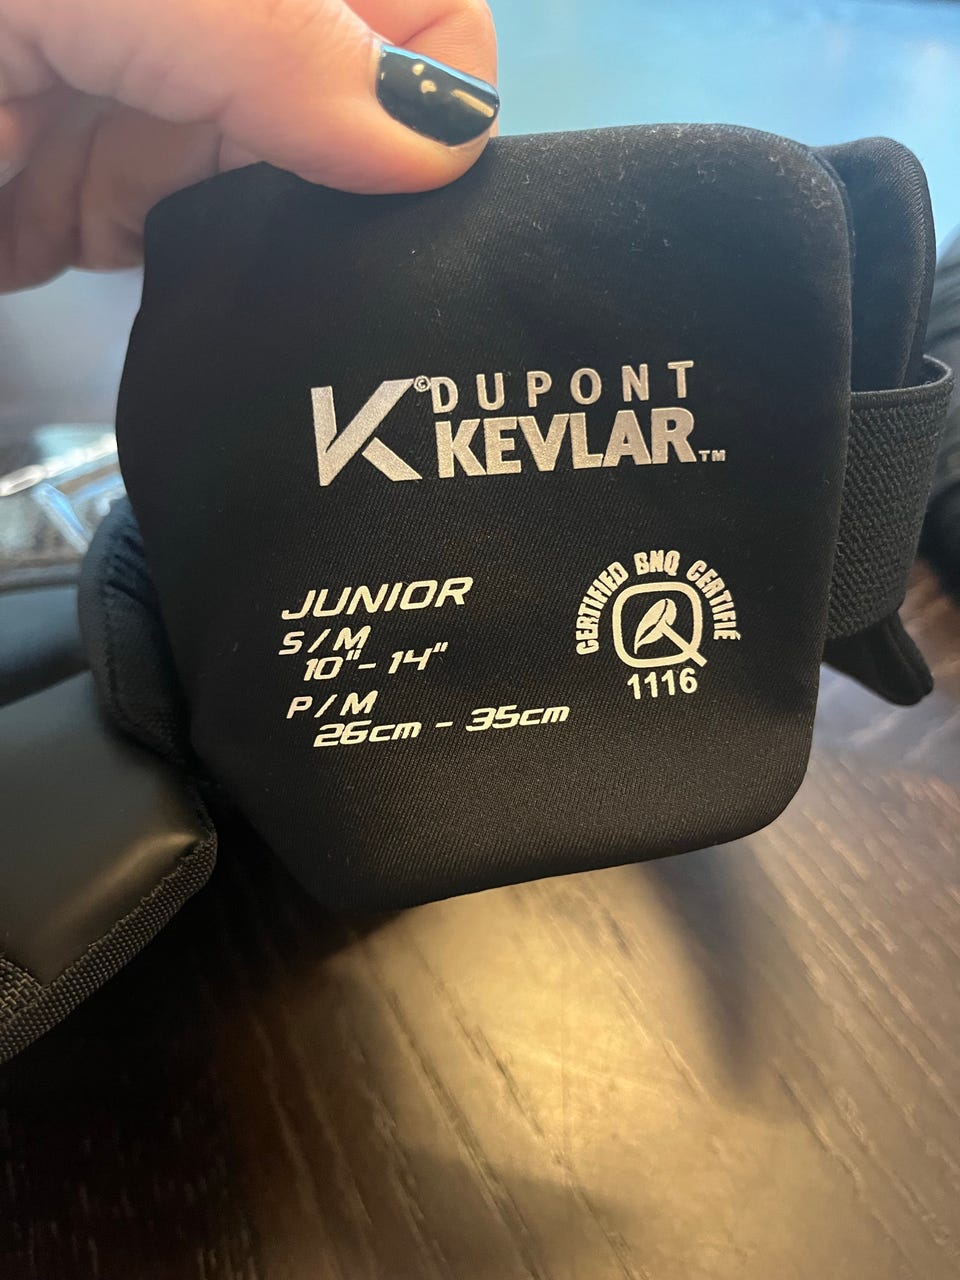 K© DUPONT
KEVLAR™
JUNIOR
S/M
10"- 14"
P/M
26cm - 35cm
CERTIFIED BNQ CERTIFIÉ
1116